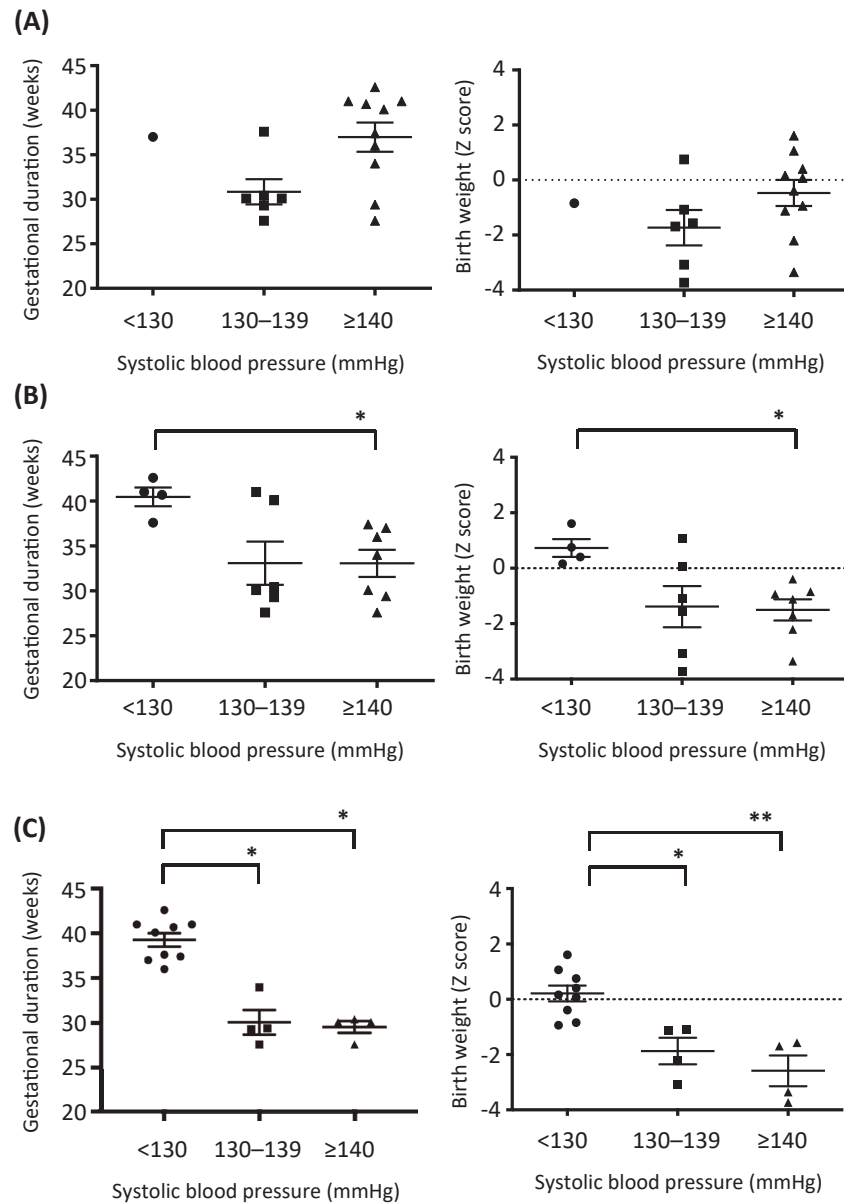 (A)
Gestational duration (weeks)
45
40
35
30
25
20
<130 130–139 ≥140
Systolic blood pressure (mmHg)
Birth weight (Z score)
4
2
0
-2
-4
<130 130–139 ≥140
Systolic blood pressure (mmHg)
(B)
*
Gestational duration (weeks)
45
40
35
30
25
20
<130 130–139 ≥140
Systolic blood pressure (mmHg)
*
Birth weight (Z score)
4
2
0
-2
-4
<130 130–139 ≥140
Systolic blood pressure (mmHg)
(C)
*
*
Gestational duration (weeks)
45
40
35
30
25
20
<130 130–139 ≥140
Systolic blood pressure (mmHg)
**
*
Birth weight (Z score)
4
2
0
-2
-4
<130 130–139 ≥140
Systolic blood pressure (mmHg)